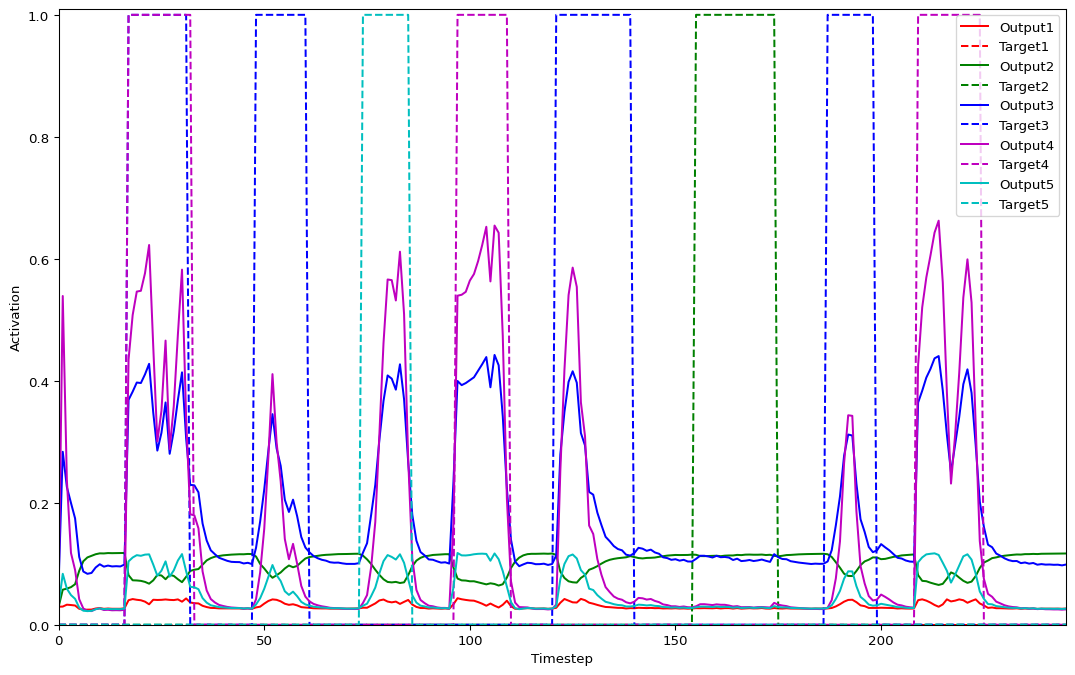 1.0
0.8
0.6
0.4
0.2
0.0
Activation
0
50
100
150
200
Timestep
Output1
Target1
Output2
Target2
Output3
Target3
Output4
Target4
Output5
Target5